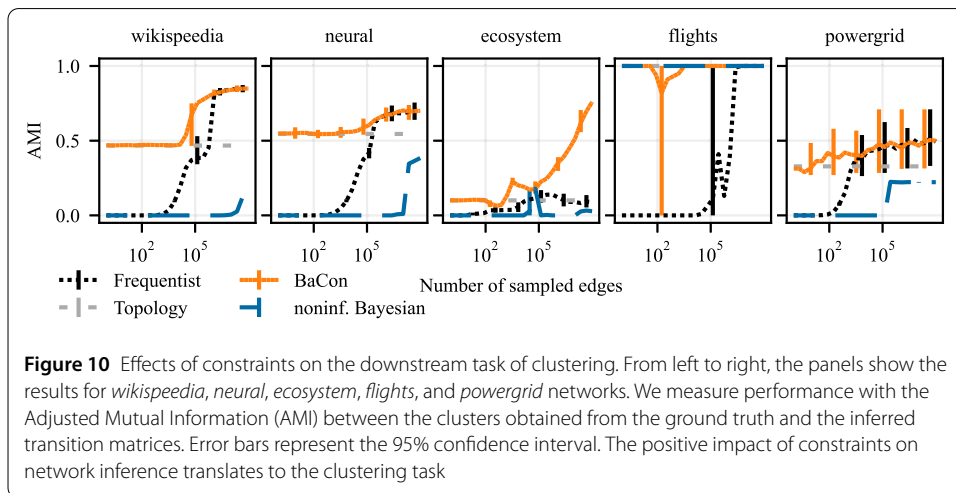 wikispeedia neural ecosystem flights powergrid
1.0
0.5
0.0
AMI
10² 10⁵ 10² 10⁵ 10² 10⁵ 10² 10⁵ 10² 10⁵
Number of sampled edges
Frequentist BaCon
Topology noninf. Bayesian
Figure 10 Effects of constraints on the downstream task of clustering. From left to right, the panels show the
results for wikispeedia, neural, ecosystem, flights, and powergrid networks. We measure performance with the
Adjusted Mutual Information (AMI) between the clusters obtained from the ground truth and the inferred
transition matrices. Error bars represent the 95% confidence interval. The positive impact of constraints on
network inference translates to the clustering task